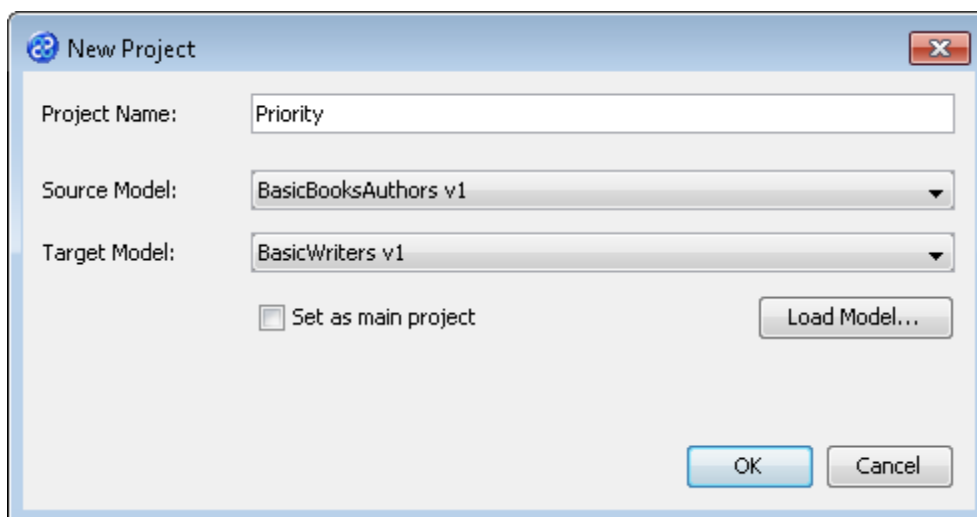 New Project
Project Name: Priority
Source Model: BasicBooksAuthors v1
Target Model: BasicWriters v1
Set as main project Load Model...
OK Cancel